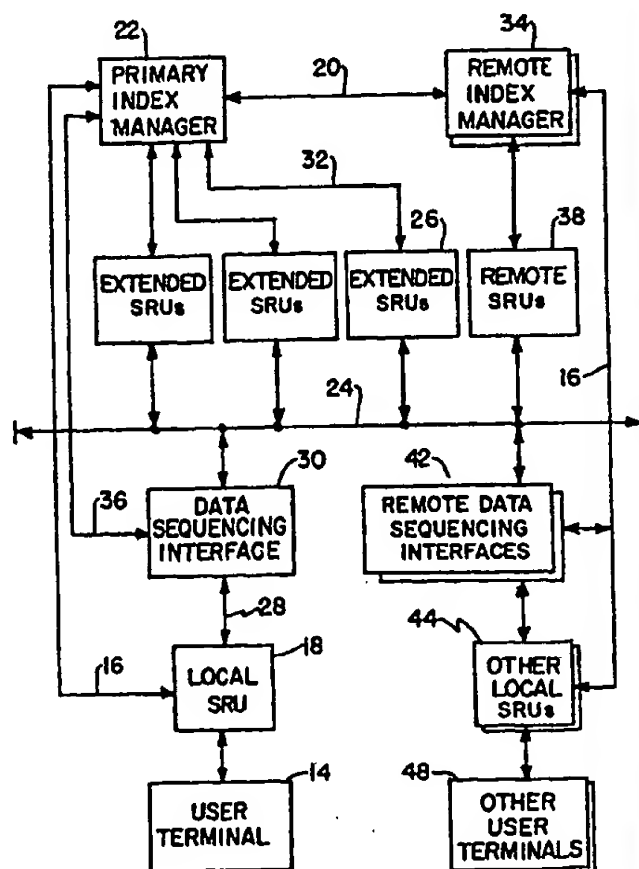 22
34
PRIMARY
INDEX
MANAGER
20
REMOTE
INDEX
MANAGER
32
26
38
EXTENDED
SRUs
EXTENDED
SRUs
EXTENDED
SRUs
REMOTE
SRUs
16
24
30
42
36
DATA
SEQUENCING
INTERFACE
REMOTE DATA
SEQUENCING
INTERFACES
28
44
18
16
LOCAL
SRU
OTHER
LOCAL
SRUs
14
48
USER
TERMINAL
OTHER
USER
TERMINALS